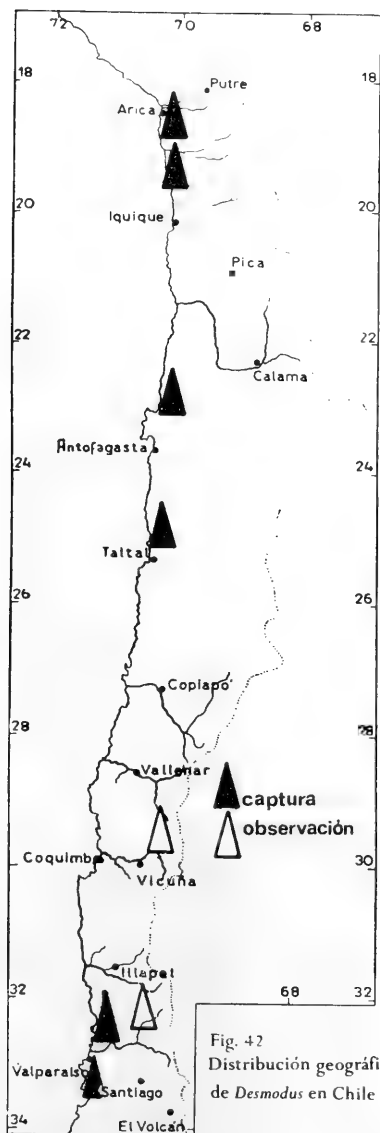 72 70 68
18 18
Putre
Arica
20 20
Iquique
Pica
22 22
Calama
Antofagasta
24 24
Taltal
26 26
Copiapó
28 28
Vallenar
captura
observación
Coquimb
30
Vicuña
Illapel
32 68 32
Fig. 42
Valparaiso
Distribución geográfi
Santiago
de Desmodus en Chile
El Volcán
34